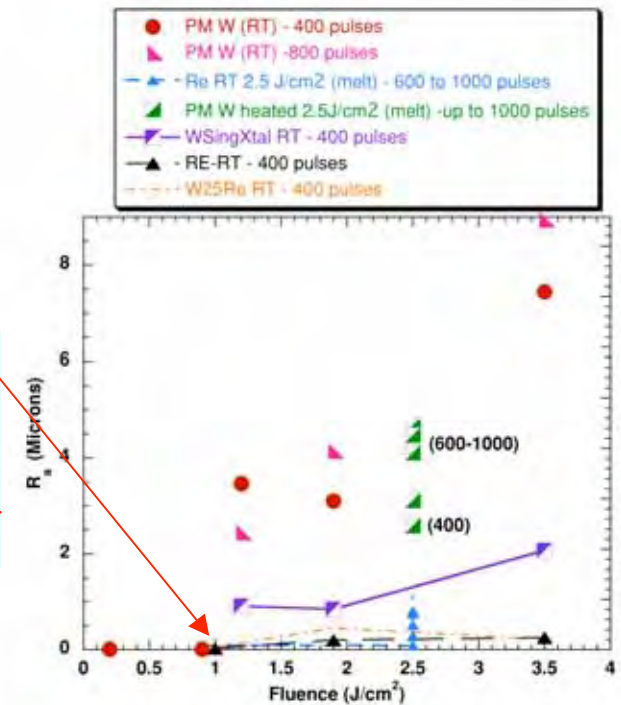 PM W (RT) - 400 pulses
PM W (RT) -800 pulses
Re RT 2.5 J/cm2 (melt) - 600 to 1000 pulses
PM W heated 2.5J/cm2 (melt) -up to 1000 pulses
WSingXtal RT - 400 pulses
RE-RT - 400 pulses
W25Re RT - 400 pulses
8
6
4
2
0
R_a (Microns)
(600-1000)
(400)
0 0.5 1 1.5 2 2.5 3 3.5 4
Fluence (J/cm²)